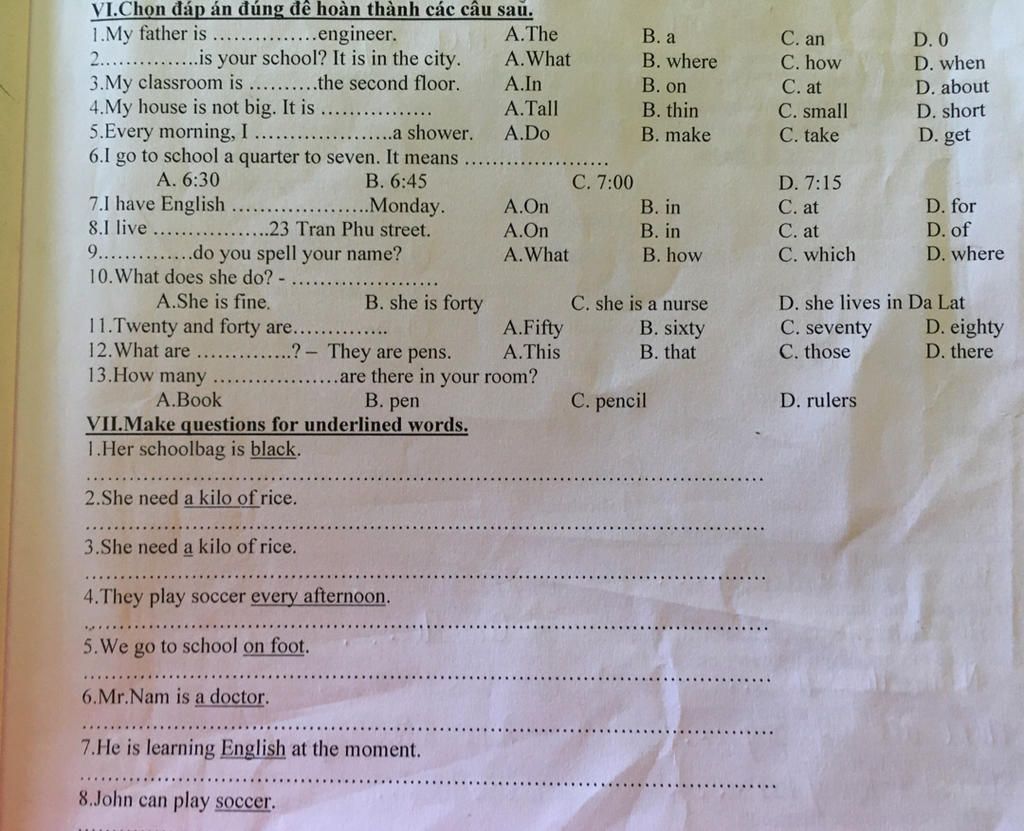 VI.Chọn đáp án đúng để hoàn thành các câu sau.
1.My father is ……………engineer. A.The B. a C. an D. 0
2……………is your school? It is in the city. A.What B. where C. how D. when
3.My classroom is ……….the second floor. A.In B. on C. at D. about
4.My house is not big. It is ……………. A.Tall B. thin C. small D. short
5.Every morning, I ………………..a shower. A.Do B. make C. take D. get
6.I go to school a quarter to seven. It means ………………….
A. 6:30 B. 6:45 C. 7:00 D. 7:15
7.I have English ………………..Monday. A.On B. in C. at D. for
8.I live ……………..23 Tran Phu street. A.On B. in C. at D. of
9…………..do you spell your name? A.What B. how C. which D. where
10.What does she do? - ………………….
A.She is fine. B. she is forty C. she is a nurse D. she lives in Da Lat
11.Twenty and forty are………….. A.Fifty B. sixty C. seventy D. eighty
12.What are ………….? – They are pens. A.This B. that C. those D. there
13.How many ……………….are there in your room?
A.Book B. pen C. pencil D. rulers
VII.Make questions for underlined words.
1.Her schoolbag is black.
………………………………………………………………………………
2.She need a kilo of rice.
………………………………………………………………………………
3.She need a kilo of rice.
………………………………………………………………………………
4.They play soccer every afternoon.
………………………………………………………………………………
5.We go to school on foot.
………………………………………………………………………………
6.Mr.Nam is a doctor.
………………………………………………………………………………
7.He is learning English at the moment.
………………………………………………………………………………
8.John can play soccer.